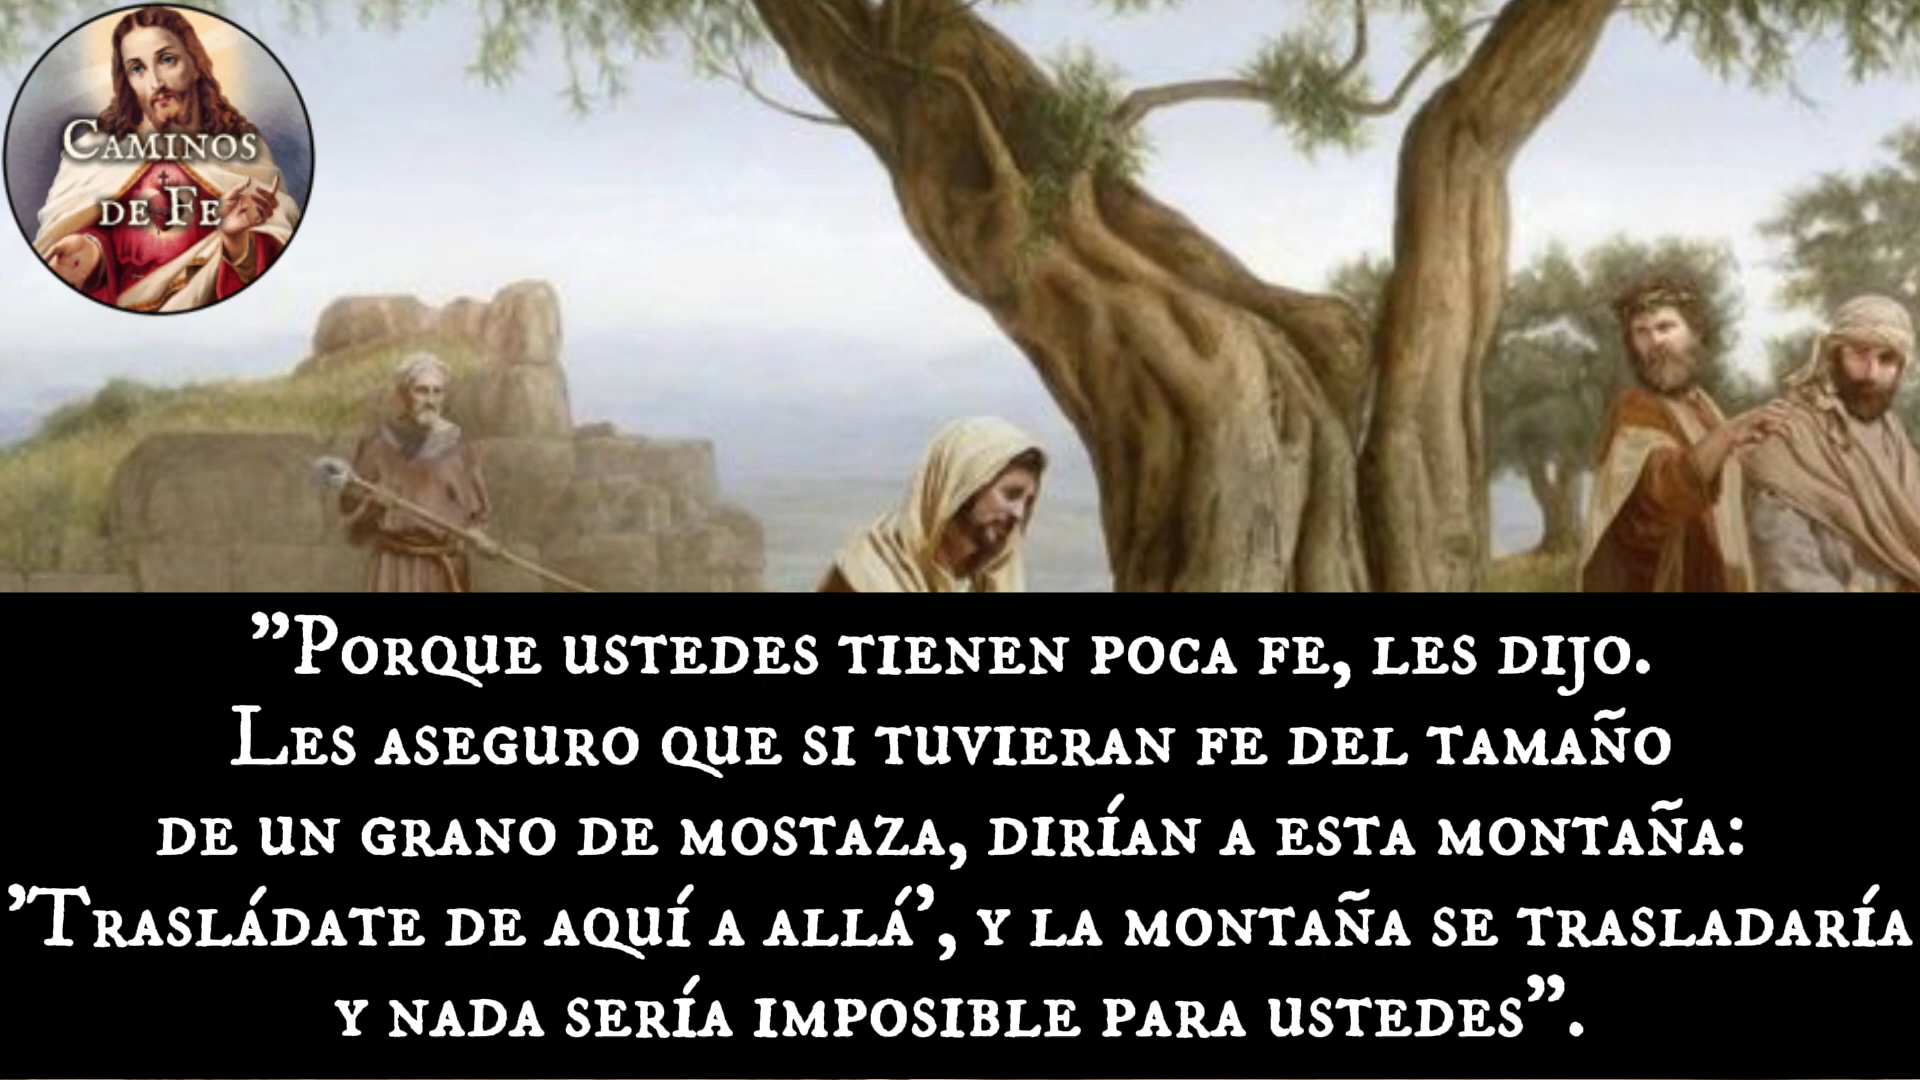 Caminos
de Fe
"Porque ustedes tienen poca fe, les dijo.
Les aseguro que si tuvieran fe del tamaño
de un grano de mostaza, dirían a esta montaña:
'Trasládate de aquí a allá', y la montaña se trasladaría
y nada sería imposible para ustedes".